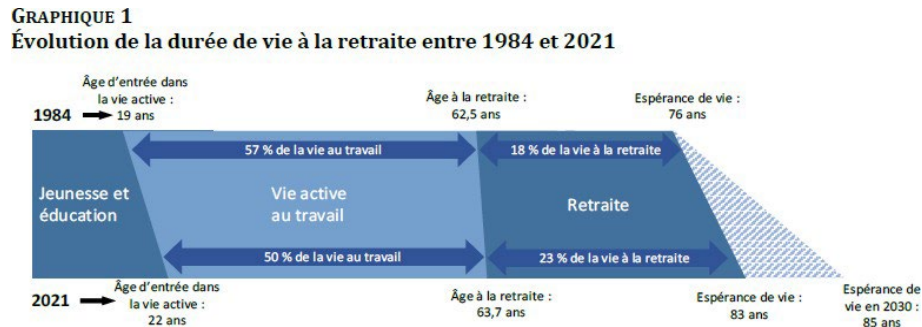 GRAPHIQUE 1
Évolution de la durée de vie à la retraite entre 1984 et 2021
Âge d'entrée dans
la vie active :
19 ans
1984
Âge à la retraite :
62,5 ans
Espérance de vie :
76 ans
57 % de la vie au travail
18 % de la vie à la retraite
Jeunesse et
éducation
Vie active
au travail
Retraite
50 % de la vie au travail
23 % de la vie à la retraite
2021
Âge d'entrée dans
la vie active :
22 ans
Âge à la retraite :
63,7 ans
Espérance de vie :
83 ans
Espérance de
vie en 2030 :
85 ans